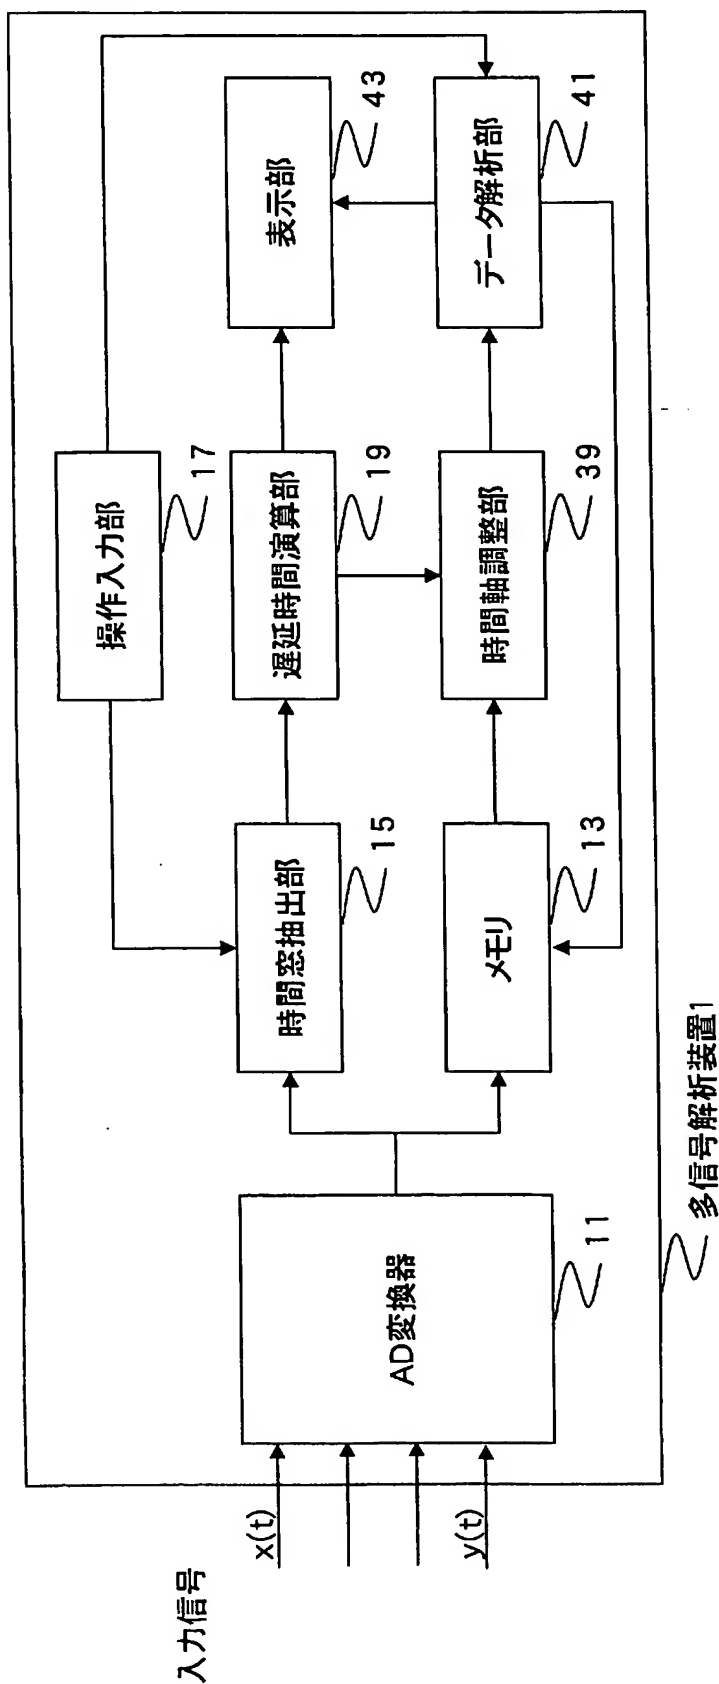 入力信号
x(t)
y(t)
AD変換器
11
時間窓抽出部
15
メモリ
13
操作入力部
17
遅延時間演算部
19
時間軸調整部
39
表示部
43
データ解析部
41
多信号解析装置1